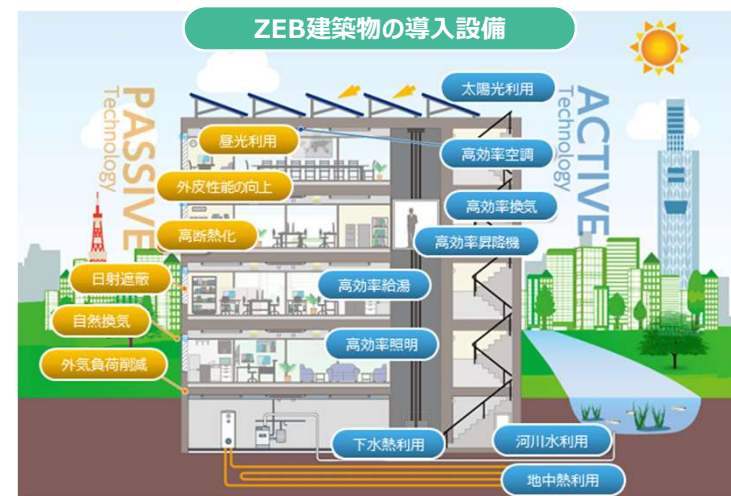 ZEB建築物の導入設備
PASSIVE
Technology
ACTIVE
Technology
昼光利用
外皮性能の向上
高断熱化
日射遮蔽
自然換気
外気負荷削減
太陽光利用
高効率空調
高効率換気
高効率昇降機
高効率給湯
高効率照明
下水熱利用
河川水利用
地中熱利用